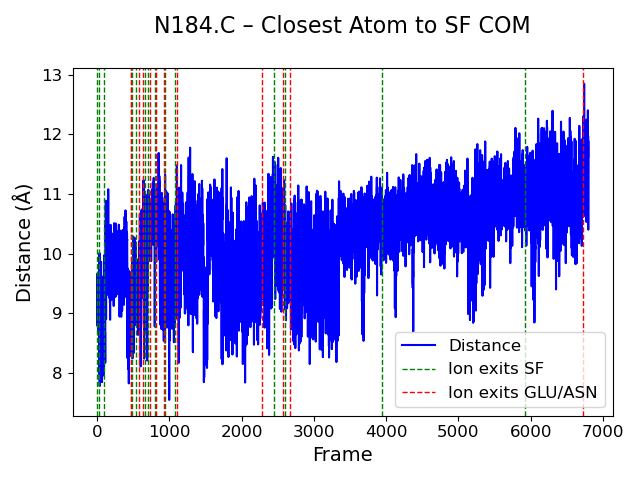 N184.C – Closest Atom to SF COM
Distance (Å)
13
12
11
10
9
8
Distance
Ion exits SF
Ion exits GLU/ASN
0 1000 2000 3000 4000 5000 6000 7000
Frame